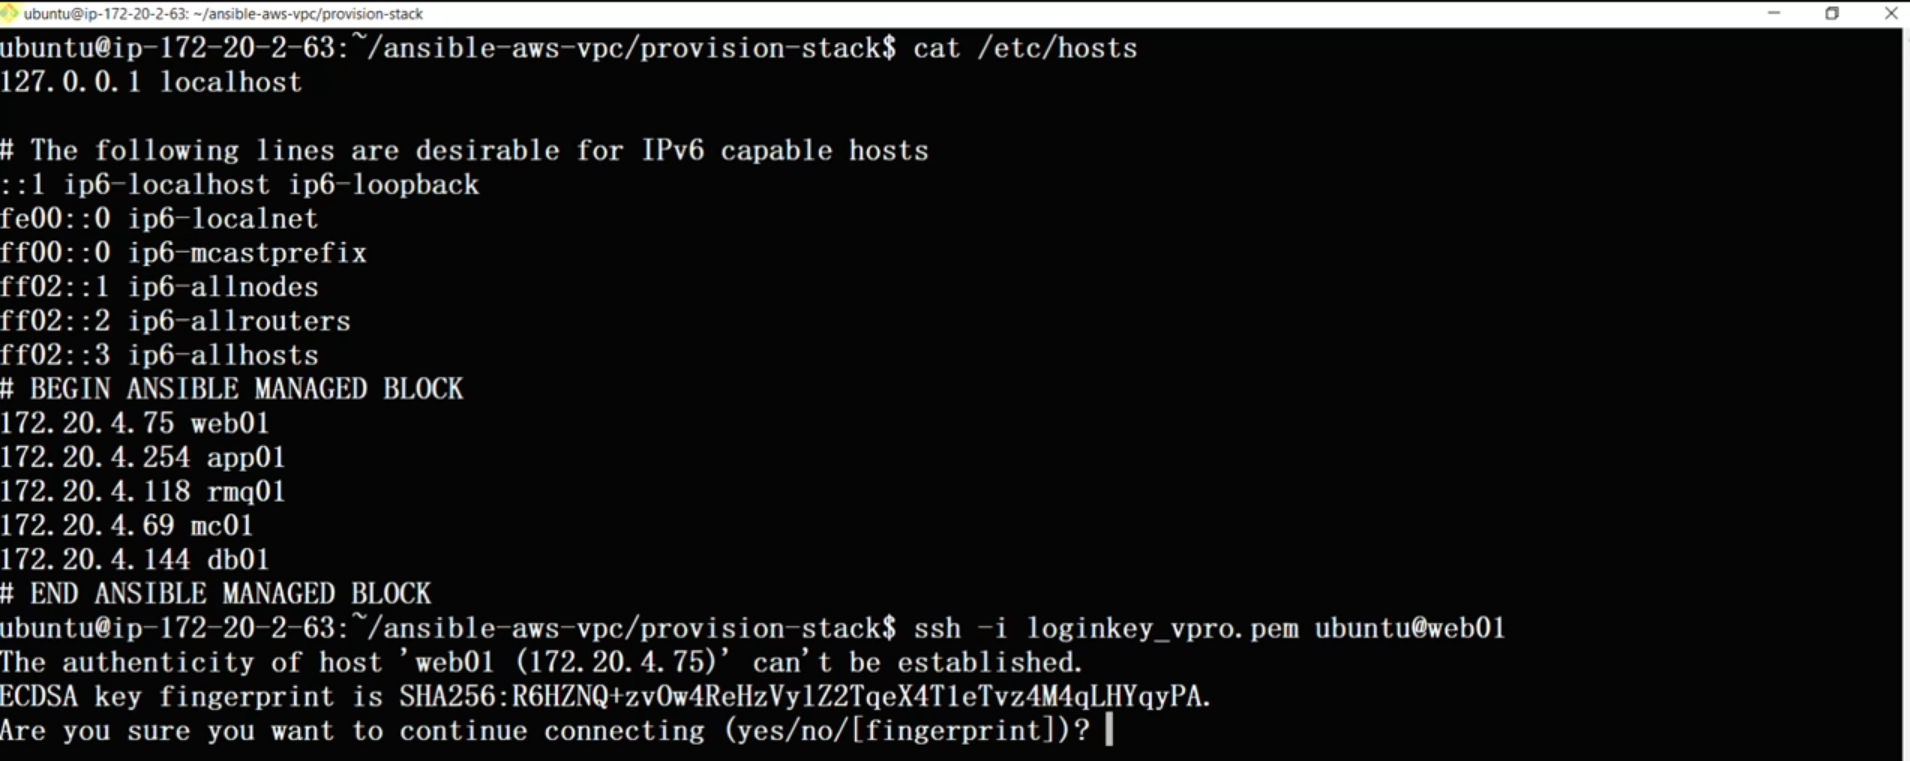 ubuntu@ip-172-20-2-63: ~/ansible-aws-vpc/provision-stack
ubuntu@ip-172-20-2-63:~/ansible-aws-vpc/provision-stack$ cat /etc/hosts
127.0.0.1 localhost
# The following lines are desirable for IPv6 capable hosts
::1 ip6-localhost ip6-loopback
fe00::0 ip6-localnet
ff00::0 ip6-mcastprefix
ff02::1 ip6-allnodes
ff02::2 ip6-allrouters
ff02::3 ip6-allhosts
# BEGIN ANSIBLE MANAGED BLOCK
172.20.4.75 web01
172.20.4.254 app01
172.20.4.118 rmq01
172.20.4.69 mc01
172.20.4.144 db01
# END ANSIBLE MANAGED BLOCK
ubuntu@ip-172-20-2-63:~/ansible-aws-vpc/provision-stack$ ssh -i loginkey_vpro.pem ubuntu@web01
The authenticity of host 'web01 (172.20.4.75)' can't be established.
ECDSA key fingerprint is SHA256:R6HZNQ+zvOw4ReHzVylZ2TqeX4T1eTvz4M4qLHYqyPA.
Are you sure you want to continue connecting (yes/no/[fingerprint])?